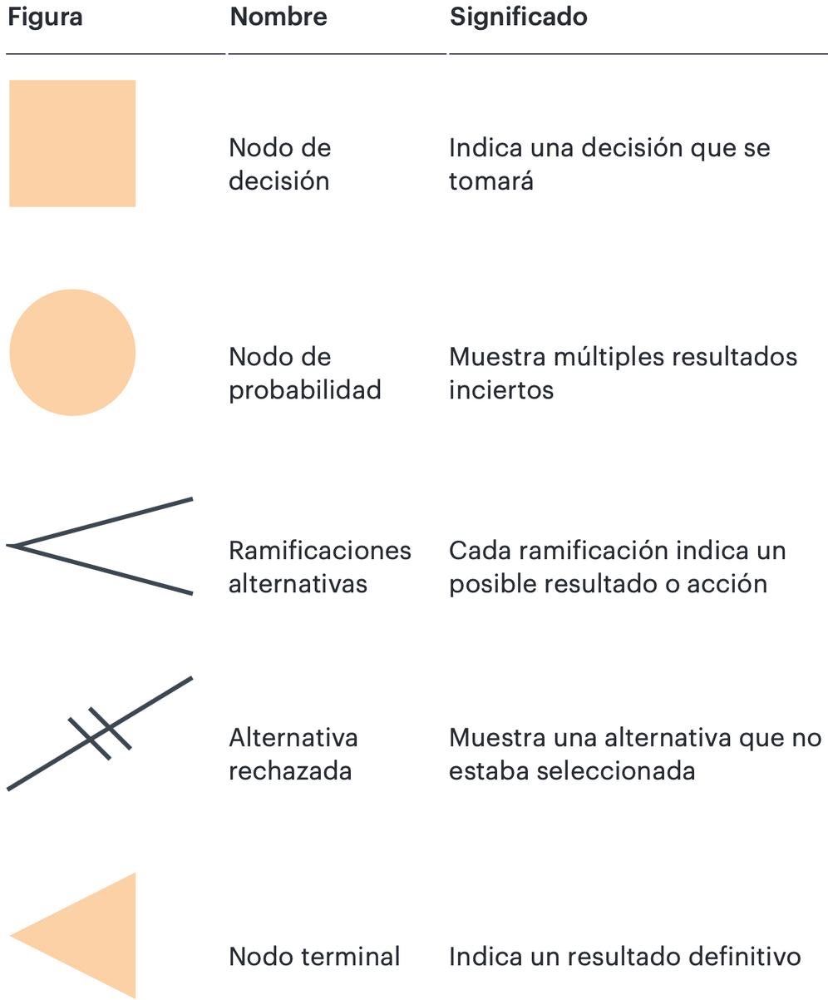 Figura Nombre Significado
Nodo de
decisión
Indica una decisión que se
tomará
Nodo de
probabilidad
Muestra múltiples resultados
inciertos
Ramificaciones
alternativas
Cada ramificación indica un
posible resultado o acción
Alternativa
rechazada
Muestra una alternativa que no
estaba seleccionada
Nodo terminal
Indica un resultado definitivo